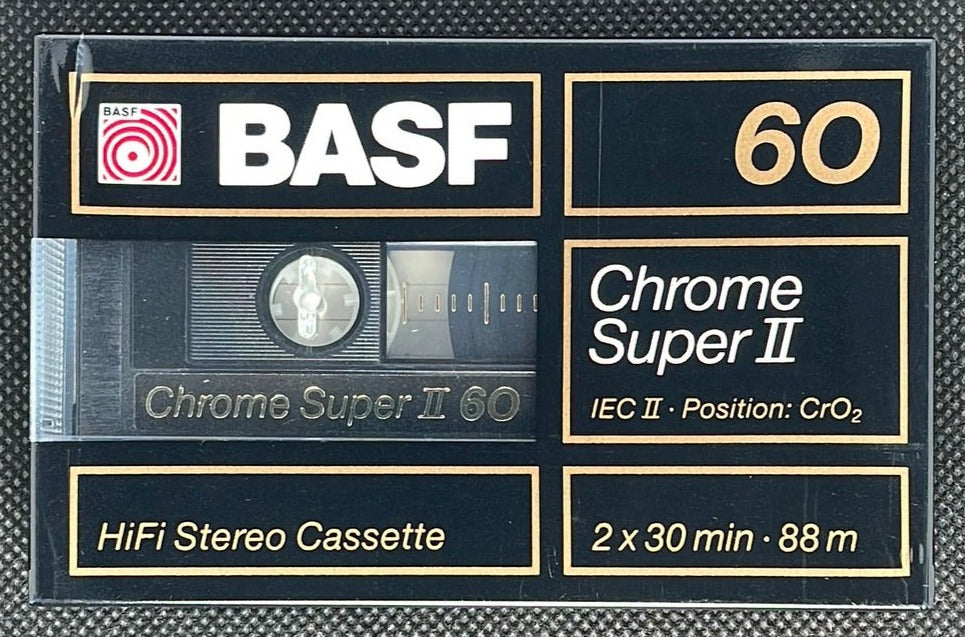 BASF
BASF
60
Chrome
Super II
IEC II · Position: CrO₂
Chrome Super II 60
HiFi Stereo Cassette
2 x 30 min · 88 m